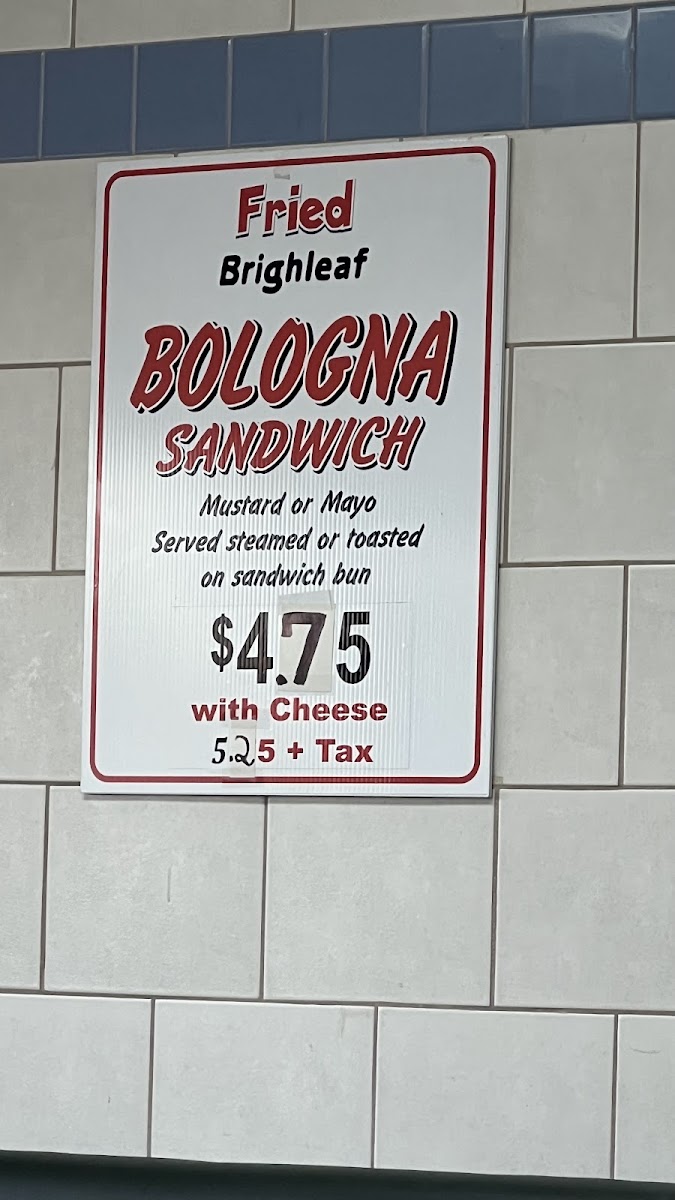 Fried
Brighleaf
BOLOGNA
SANDWICH
Mustard or Mayo
Served steamed or toasted
on sandwich bun
$4.75
with Cheese
5.25 + Tax